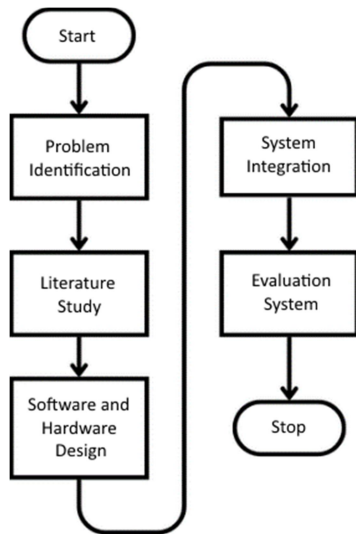 Start
Problem
Identification
Literature
Study
Software and
Hardware
Design
System
Integration
Evaluation
System
Stop